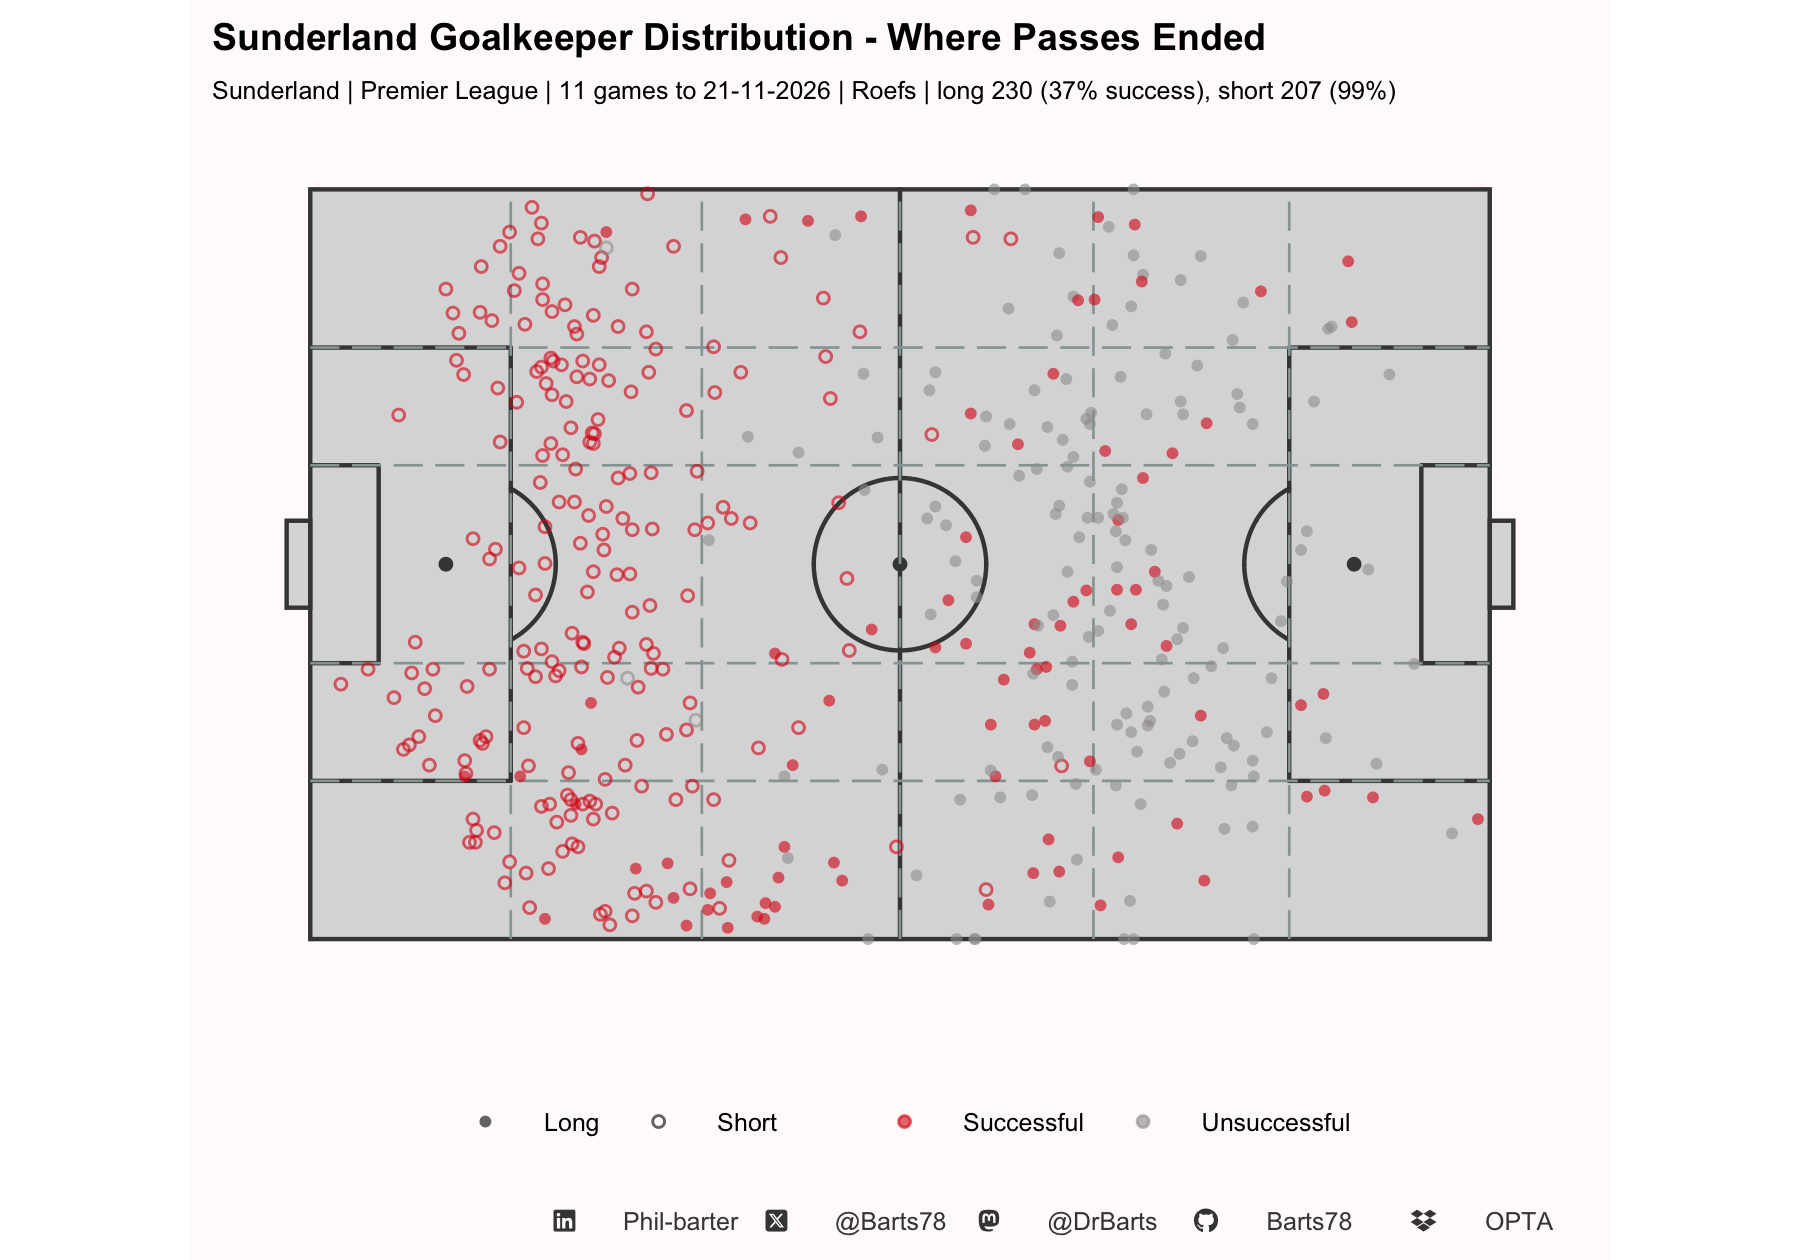 Sunderland Goalkeeper Distribution - Where Passes Ended
Sunderland | Premier League | 11 games to 21-11-2026 | Roefs | long 230 (37% success), short 207 (99%)
Long Short Successful Unsuccessful
Phil-barter @Barts78 @DrBarts Barts78 OPTA